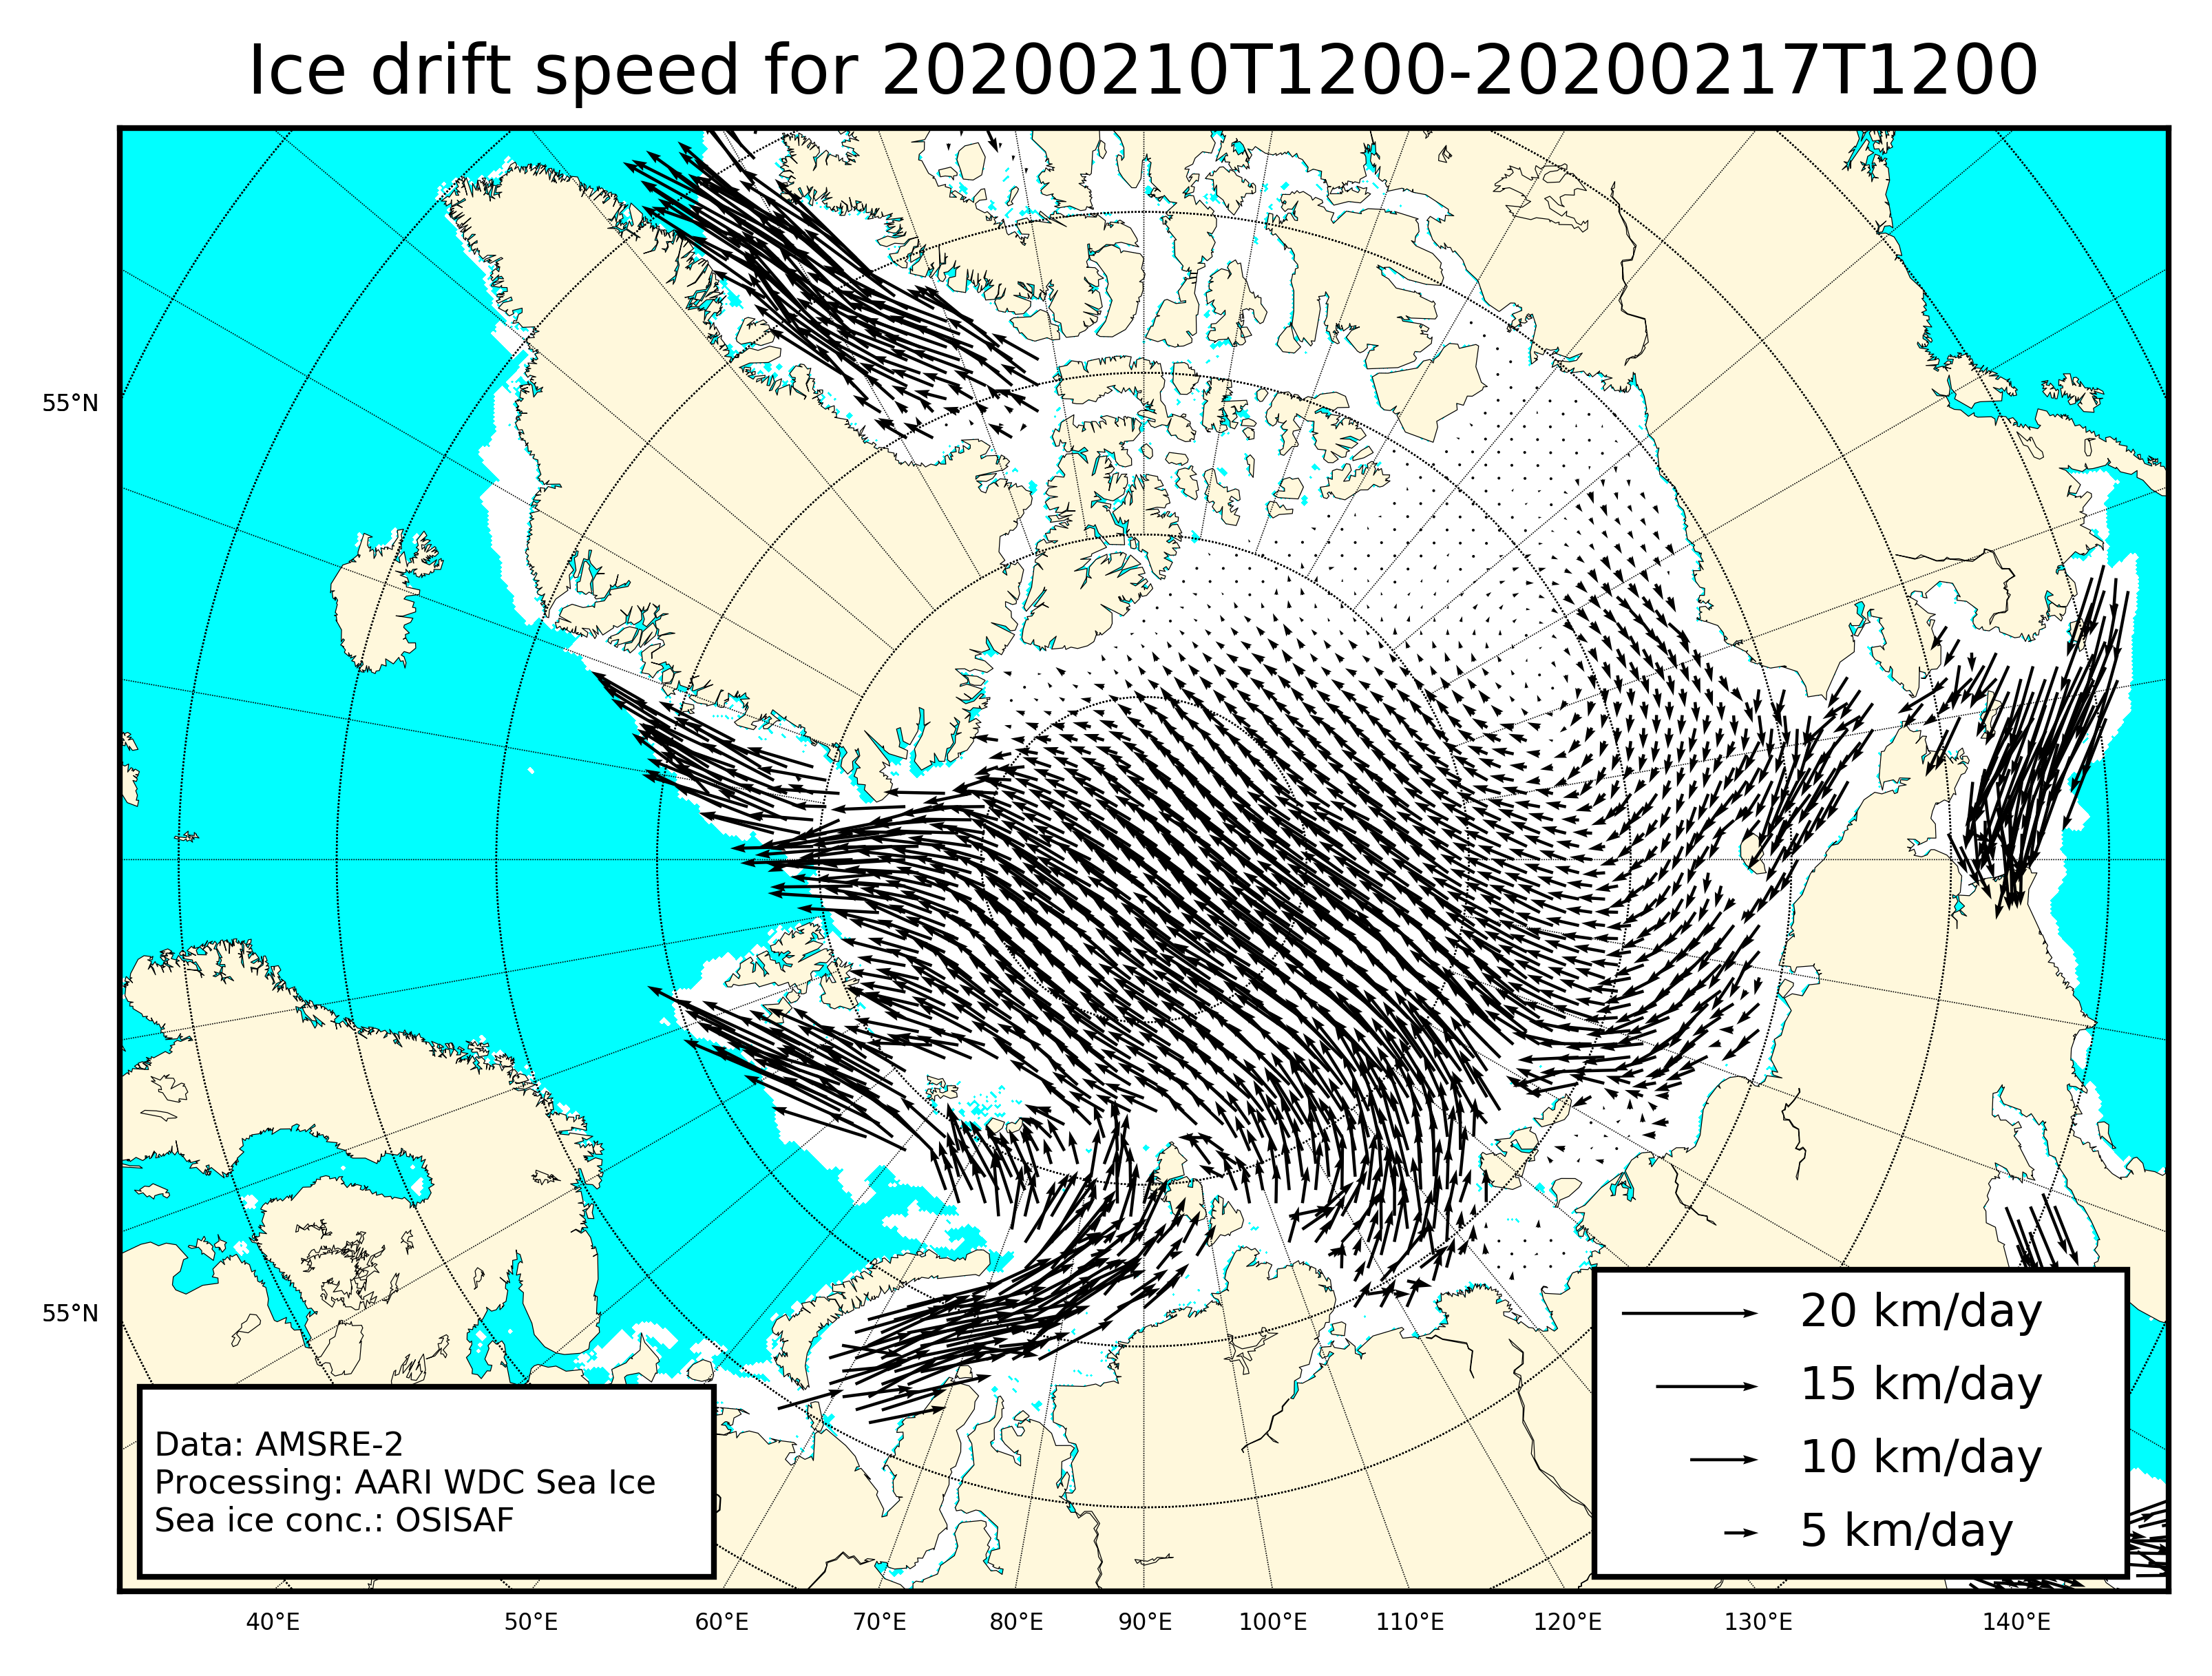 Ice drift speed for 20200210T1200-20200217T1200
55°N
55°N
20 km/day
15 km/day
10 km/day
5 km/day
Data: AMSRE-2
Processing: AARI WDC Sea Ice
Sea ice conc.: OSISAF
40°E 50°E 60°E 70°E 80°E 90°E 100°E 110°E 120°E 130°E 140°E